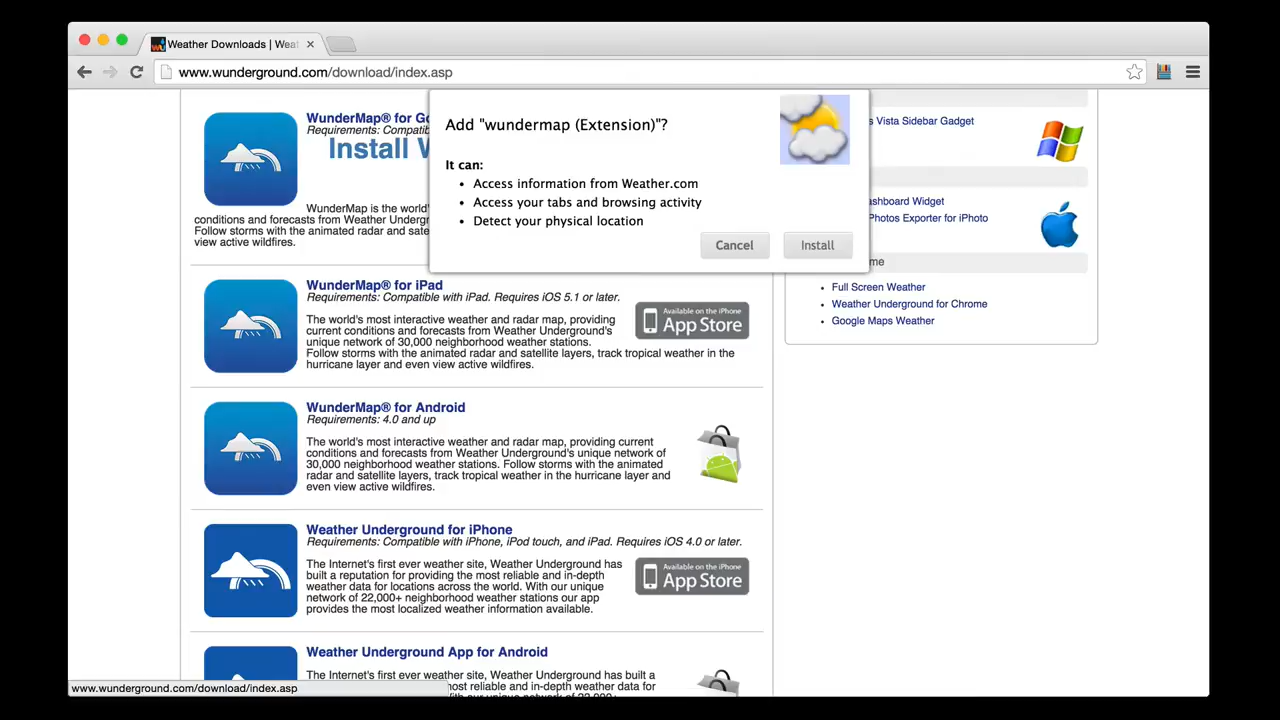 Weather Downloads | Weat
www.wunderground.com/download/index.asp
WunderMap® for Go
Requirements: Compatib
Install W
WunderMap is the world'
conditions and forecasts from Weather Undergr
Follow storms with the animated radar and sate
view active wildfires.
Add "wundermap (Extension)"?
It can:
• Access information from Weather.com
• Access your tabs and browsing activity
• Detect your physical location
Cancel
Install
s Vista Sidebar Gadget
ashboard Widget
Photos Exporter for iPhoto
me
• Full Screen Weather
• Weather Underground for Chrome
• Google Maps Weather
WunderMap® for iPad
Requirements: Compatible with iPad. Requires iOS 5.1 or later.
The world's most interactive weather and radar map, providing
current conditions and forecasts from Weather Underground's
unique network of 30,000 neighborhood weather stations.
Follow storms with the animated radar and satellite layers, track tropical weather in the
hurricane layer and even view active wildfires.
Available on the iPhone
App Store
WunderMap® for Android
Requirements: 4.0 and up
The world's most interactive weather and radar map, providing current
conditions and forecasts from Weather Underground's unique network of
30,000 neighborhood weather stations. Follow storms with the animated
radar and satellite layers, track tropical weather in the hurricane layer and
even view active wildfires.
Weather Underground for iPhone
Requirements: Compatible with iPhone, iPod touch, and iPad. Requires iOS 4.0 or later.
The Internet's first ever weather site, Weather Underground has
built a reputation for providing the most reliable and in-depth
weather data for locations across the world. With our unique
network of 22,000+ neighborhood weather stations our app
provides the most localized weather information available.
Available on the iPhone
App Store
Weather Underground App for Android
The Internet's first ever weather site, Weather Underground has built a
most reliable and in-depth weather data for
www.wunderground.com/download/index.asp